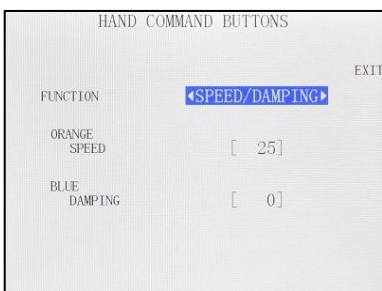 HAND COMMAND BUTTONS
EXIT
FUNCTION ◀SPEED/DAMPING▶
ORANGE
SPEED [ 25]
BLUE
DAMPING [ 0]